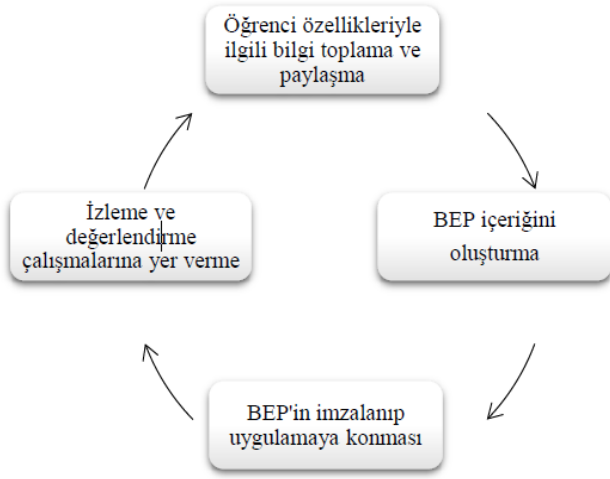 Öğrenci özellikleriyle
ilgili bilgi toplama ve
paylaşma
BEP içeriğini
oluşturma
BEP'in imzalanıp
uygulamaya konması
İzleme ve
değerlendirme
çalışmalarına yer verme